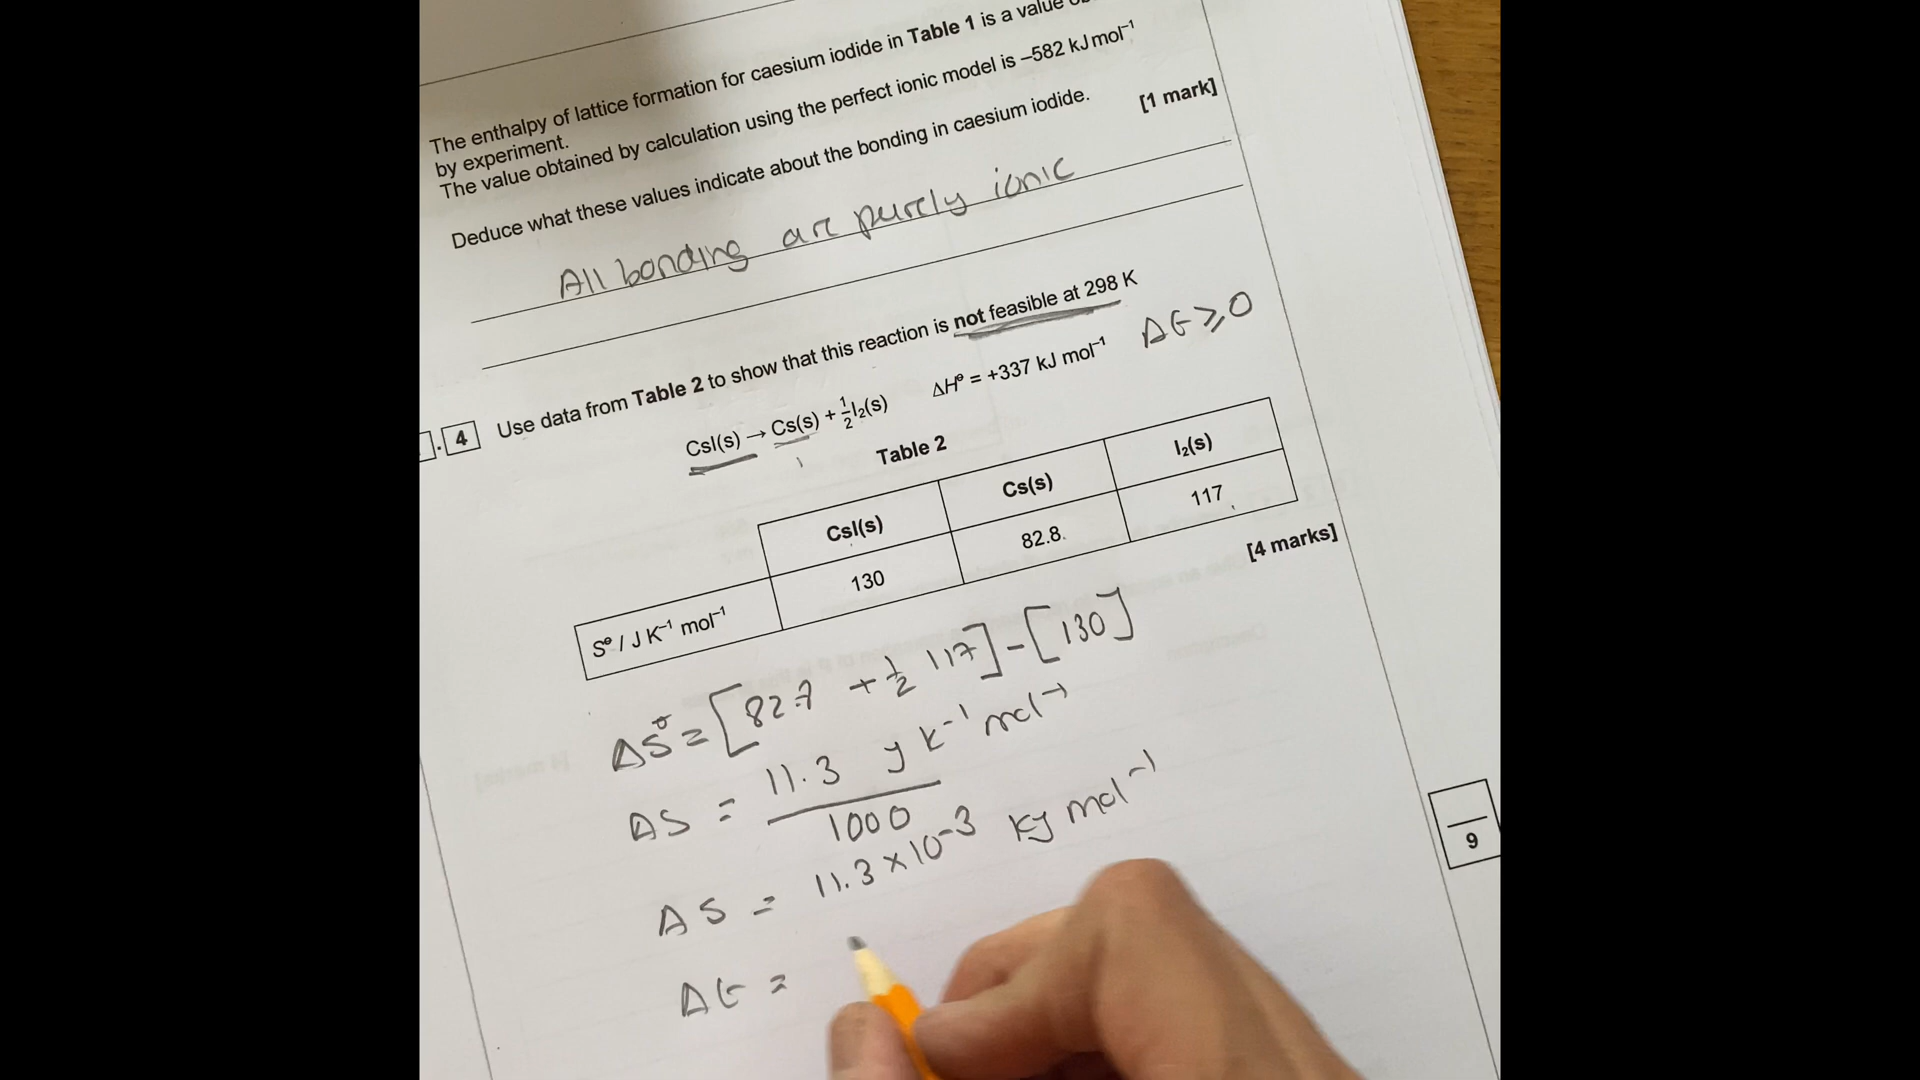 The enthalpy of lattice formation for caesium iodide in Table 1 is a value
by experiment.
The value obtained by calculation using the perfect ionic model is –582 kJ mol⁻¹
Deduce what these values indicate about the bonding in caesium iodide.
[1 mark]
All bonding are purely ionic
. 4 Use data from Table 2 to show that this reaction is not feasible at 298 K
ΔG ⩾ 0
CsI(s) → Cs(s) + ½I₂(s) ΔH⦵ = +337 kJ mol⁻¹
Table 2
CsI(s) Cs(s) I₂(s)
S⦵ / J K⁻¹ mol⁻¹ 130 82.8 117
[4 marks]
ΔS⦵ = [82.7 + ½ 117] – [130]
ΔS = 11.3 J K⁻¹ mol⁻¹
1000
ΔS = 11.3 × 10⁻³ kJ mol⁻¹
ΔG =
9